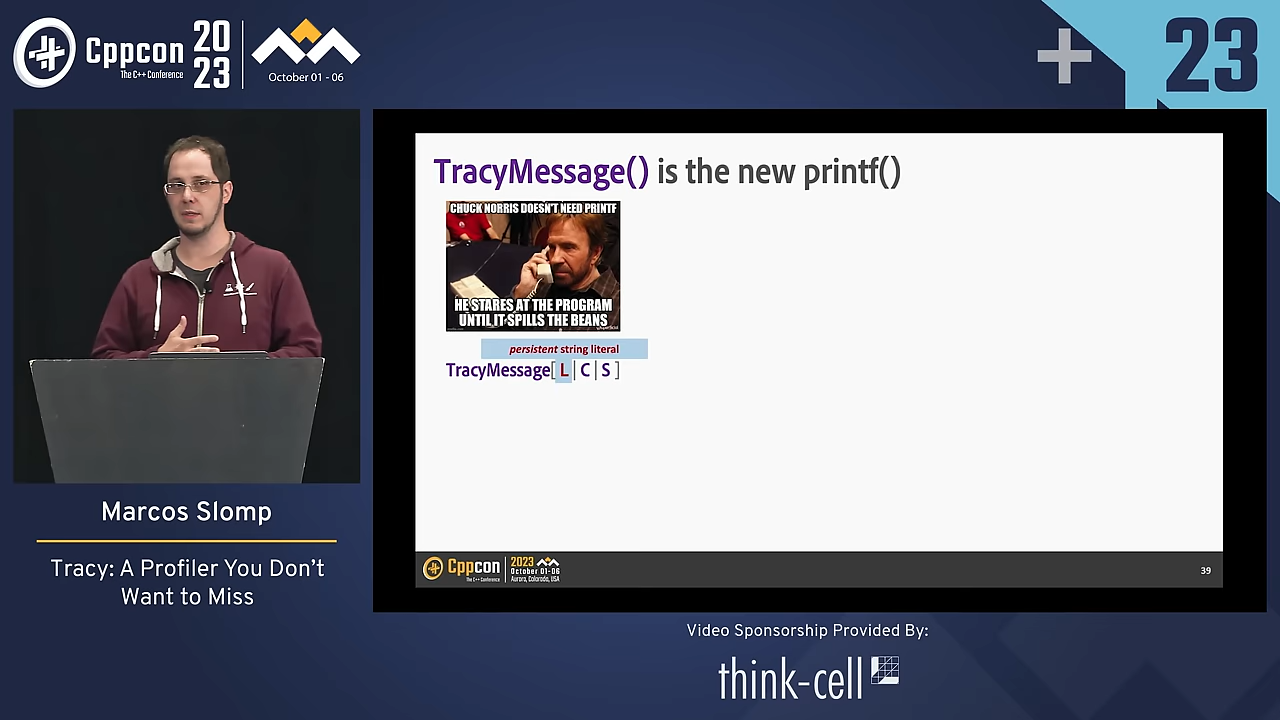 Cppcon
The C++ Conference
20
23
October 01 - 06
23
TracyMessage() is the new printf()
CHUCK NORRIS DOESN'T NEED PRINTF
HE STARES AT THE PROGRAM
UNTIL IT SPILLS THE BEANS
persistent string literal
TracyMessage[ L | C | S ]
Cppcon
The C++ Conference
2023
October 01-06
Aurora, Colorado, USA
39
Marcos Slomp
Tracy: A Profiler You Don't
Want to Miss
Video Sponsorship Provided By:
think-cell